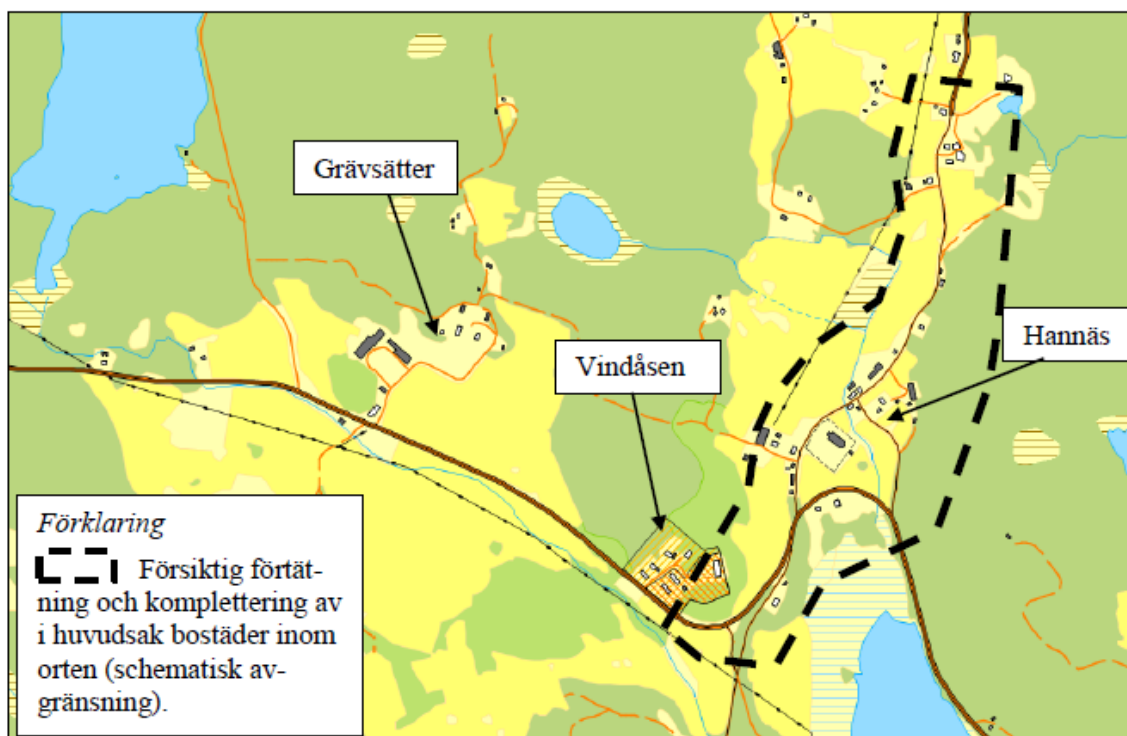 Grävsätter
Vindåsen
Hannäs
Förklaring
Försiktig förtät-
ning och komplettering av
i huvudsak bostäder inom
orten (schematisk av-
gränsning).